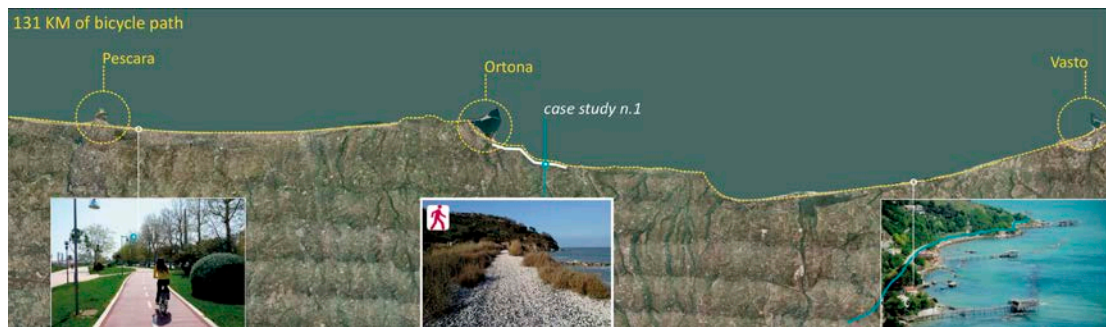 131 KM of bicycle path
Pescara
Ortona
Vasto
case study n.1